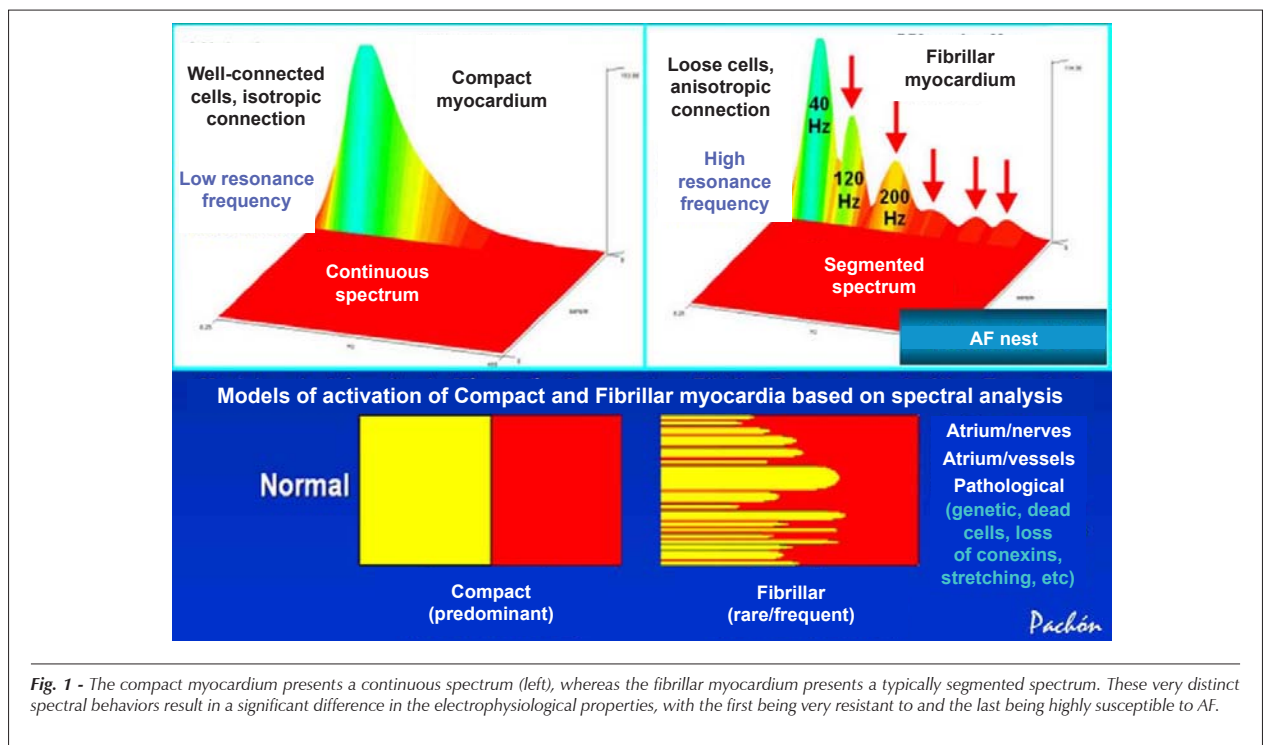 Well-connected
cells, isotropic
connection
Low resonance
frequency
Compact
myocardium
Continuous
spectrum
Loose cells,
anisotropic
connection
High
resonance
frequency
Fibrillar
myocardium
40
Hz
120
Hz
200
Hz
Segmented
spectrum
AF nest
Models of activation of Compact and Fibrillar myocardia based on spectral analysis
Normal
Compact
(predominant)
Fibrillar
(rare/frequent)
Atrium/nerves
Atrium/vessels
Pathological
(genetic, dead
cells, loss
of conexins,
stretching, etc)
Pachón
Fig. 1 - The compact myocardium presents a continuous spectrum (left), whereas the fibrillar myocardium presents a typically segmented spectrum. These very distinct
spectral behaviors result in a significant difference in the electrophysiological properties, with the first being very resistant to and the last being highly susceptible to AF.